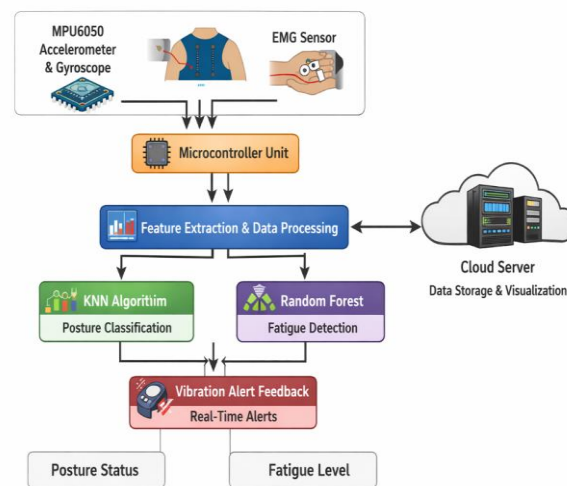 MPU6050
Accelerometer
& Gyroscope
EMG Sensor
Microcontroller Unit
Feature Extraction & Data Processing
Cloud Server
Data Storage & Visualization
KNN Algoritim
Posture Classification
Random Forest
Fatigue Detection
Vibration Alert Feedback
Real-Time Alerts
Posture Status
Fatigue Level